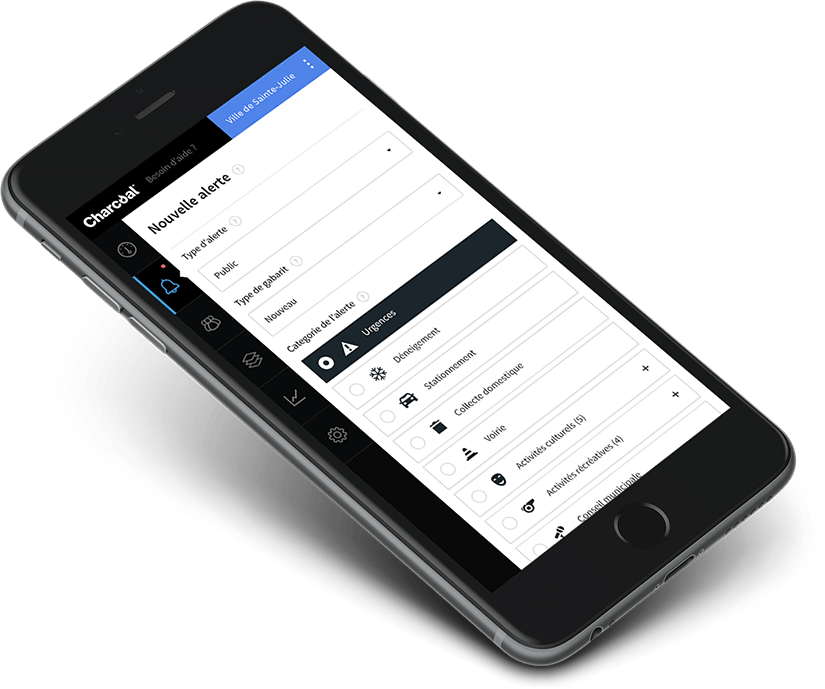 Charcoal
Besoin d'aide ?
Ville de Sainte-Julie
Nouvelle alerte ?
Type d'alerte ?
Public
Type de gabarit ?
Nouveau
Categorie de l'alerte ?
Urgences
Déneigement
Stationnement
Collecte domestique
Voirie
Activités culturels (5)
Activités récréatives (4)
Conseil municipale